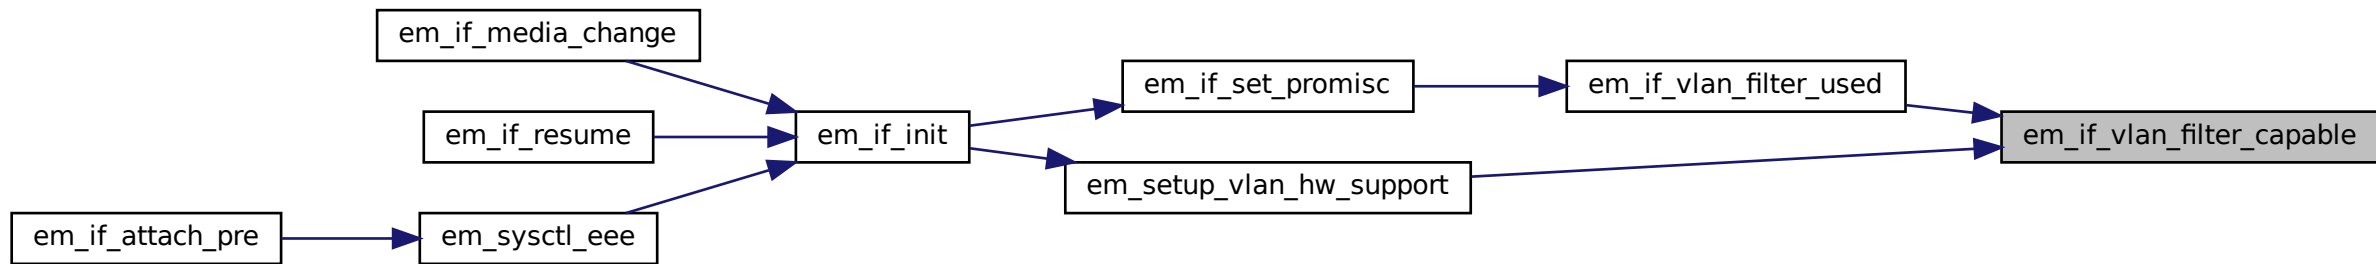 em_if_media_change
em_if_set_promisc
em_if_vlan_filter_used
em_if_resume
em_if_init
em_if_vlan_filter_capable
em_setup_vlan_hw_support
em_if_attach_pre
em_sysctl_eee